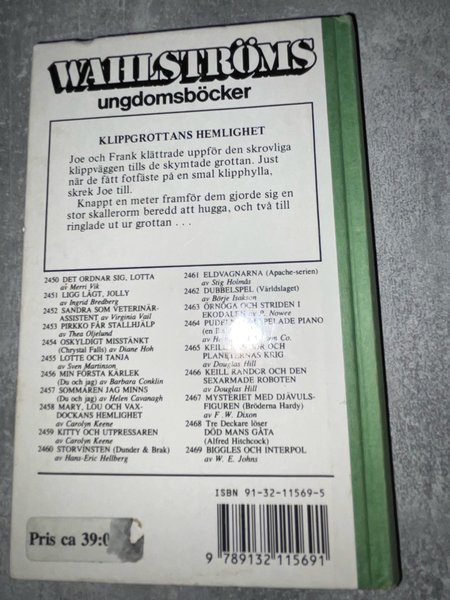 WAHLSTRÖMS
ungdomsböcker
KLIPPGROTTANS HEMLIGHET
Joe och Frank klättrade uppför den skrovliga
klippväggen tills de skymtade grottan. Just
när de fått fotfäste på en smal klipphylla,
skrek Joe till.
Knappt en meter framför dem gjorde sig en
stor skallerorm beredd att hugga, och två till
ringlade ut ur grottan . . .
2450 DET ORDNAR SIG, LOTTA
av Merri Vik
2451 LIGG LÅGT, JOLLY
av Ingrid Bredberg
2452 SANDRA SOM VETERINÄR-
ASSISTENT av Virginia Vail
2453 PIRKKO FÅR STALLHJÄLP
av Thea Oljelund
2454 OSKYLDIGT MISSTÄNKT
(Chrystal Falls) av Diane Hoh
2455 LOTTE OCH TANJA
av Sven Martinson
2456 MIN FÖRSTA KÄRLEK
(Du och jag) av Barbara Conklin
2457 SOMMAREN JAG MINNS
(Du och jag) av Helen Cavanagh
2458 MARY, LOU OCH VAX-
DOCKANS HEMLIGHET
av Carolyn Keene
2459 KITTY OCH UTPRESSAREN
av Carolyn Keene
2460 STORVINSTEN (Dunder & Brak)
av Hans-Eric Hellberg
2461 ELDVAGNARNA (Apache-serien)
av Stig Holmås
2462 DUBBELSPEL (Världslaget)
av Börje Isakson
2463 ÖRNÖGA OCH STRIDEN I
EKODALEN av P. Nowee
2464 PUDELN SPELADE PIANO
(en
av Co.
2465 KEILL OCH
PLANETERNAS KRIG
av Douglas Hill
2466 KEILL RANDOR OCH DEN
SEXARMADE ROBOTEN
av Douglas Hill
2467 MYSTERIET MED DJÄVULS-
FIGUREN (Bröderna Hardy)
av F. W. Dixon
2468 Tre Deckare löser
DÖD MANS GÅTA
(Alfred Hitchcock)
2469 BIGGLES OCH INTERPOL
av W. E. Johns
ISBN 91-32-11569-5
Pris ca 39:
9 789132 115691